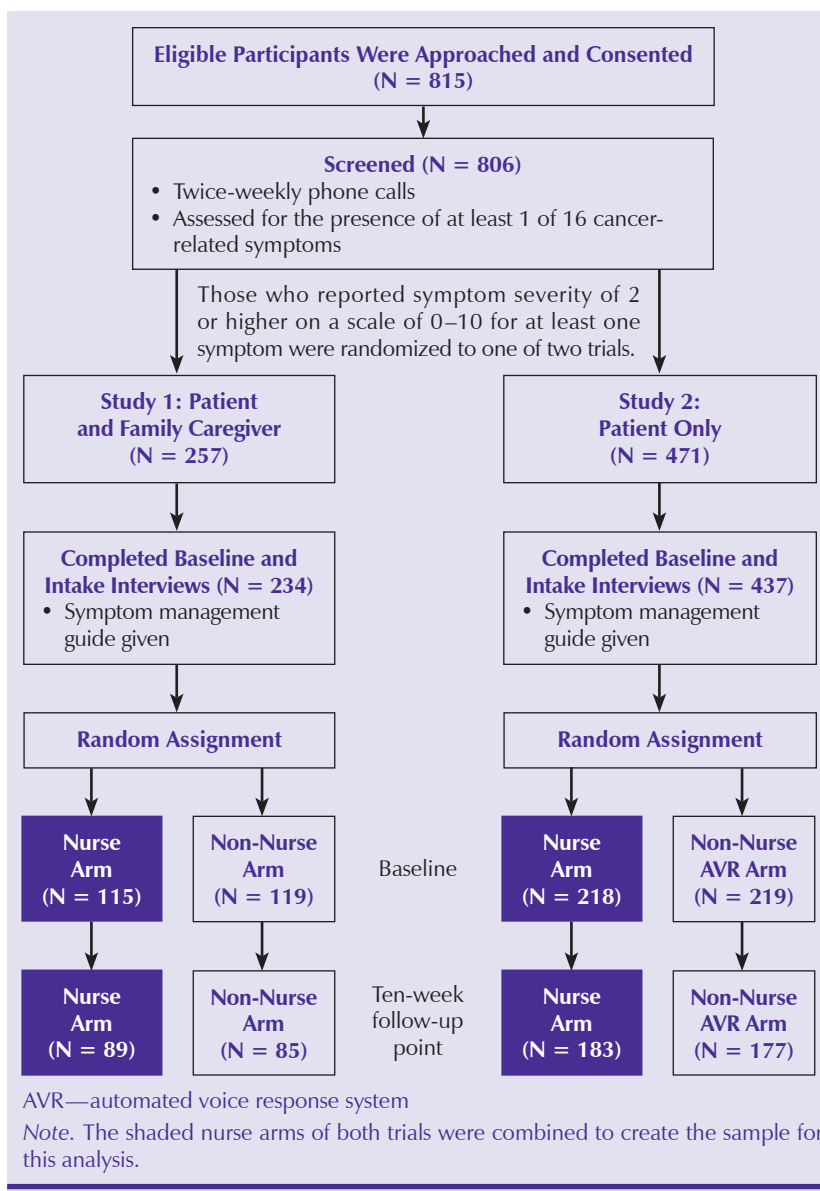 Eligible Participants Were Approached and Consented
(N = 815)
Screened (N = 806)
• Twice-weekly phone calls
• Assessed for the presence of at least 1 of 16 cancer-
related symptoms
Those who reported symptom severity of 2
or higher on a scale of 0–10 for at least one
symptom were randomized to one of two trials.
Study 1: Patient
and Family Caregiver
(N = 257)
Study 2:
Patient Only
(N = 471)
Completed Baseline and
Intake Interviews (N = 234)
• Symptom management
guide given
Completed Baseline and
Intake Interviews (N = 437)
• Symptom management
guide given
Random Assignment
Random Assignment
Nurse
Arm
(N = 115)
Non-Nurse
Arm
(N = 119)
Baseline
Nurse
Arm
(N = 218)
Non-Nurse
AVR Arm
(N = 219)
Nurse
Arm
(N = 89)
Non-Nurse
Arm
(N = 85)
Ten-week
follow-up
point
Nurse
Arm
(N = 183)
Non-Nurse
AVR Arm
(N = 177)
AVR—automated voice response system
Note. The shaded nurse arms of both trials were combined to create the sample for
this analysis.